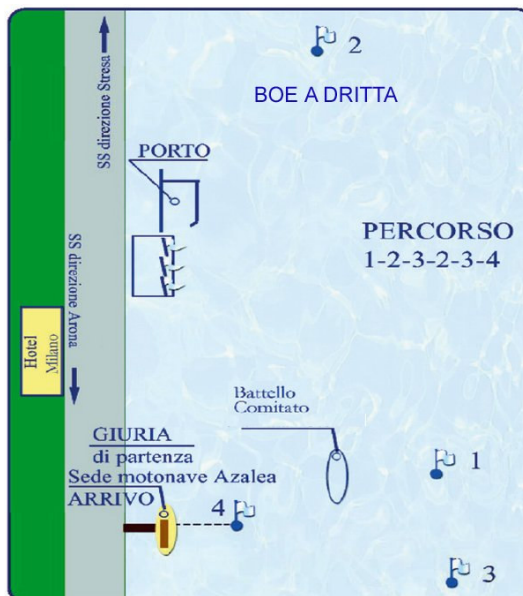 2
BOE A DRITTA
SS direzione Stresa
PORTO
PERCORSO
1-2-3-2-3-4
SS direzione Arona
Hotel
Milano
Battello
Comitato
GIURIA
di partenza
Sede motonave Azalea
ARRIVO
4
1
3